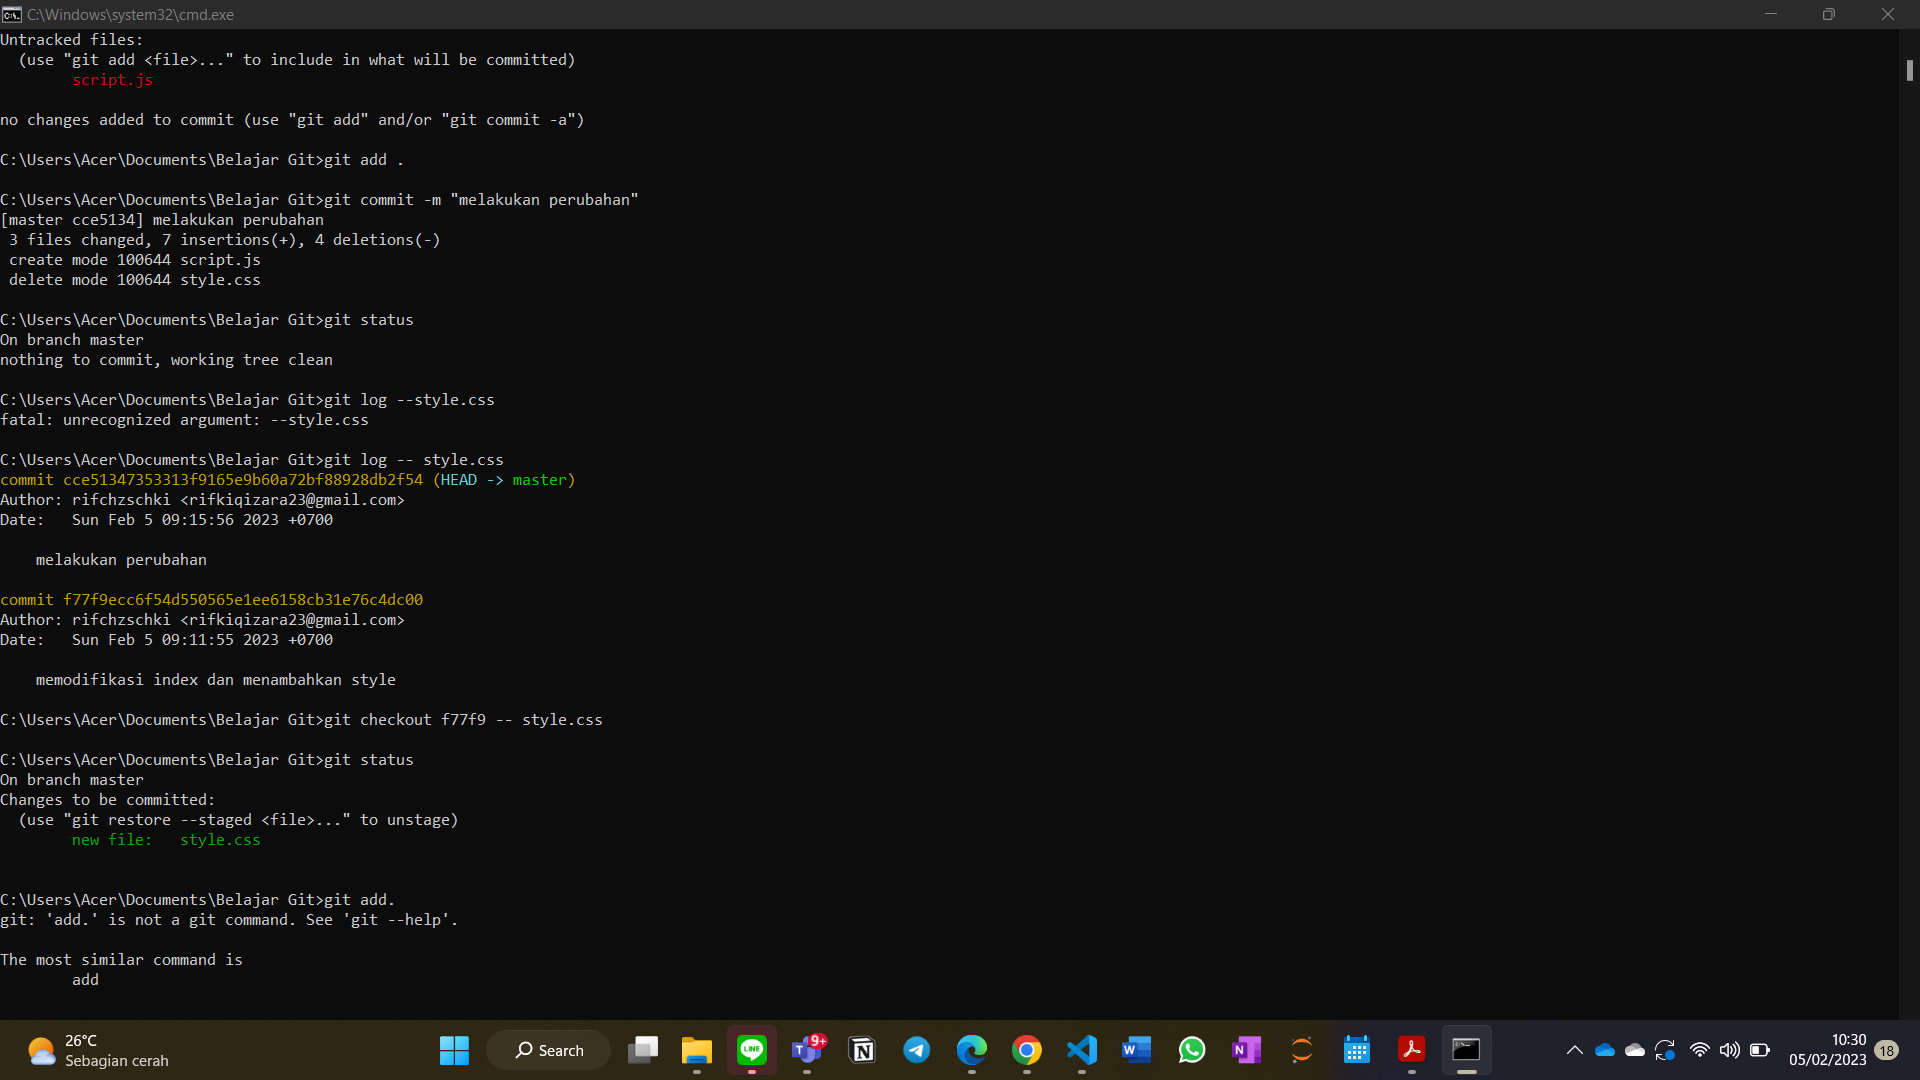 C:\Windows\system32\cmd.exe
Untracked files:
  (use "git add <file>..." to include in what will be committed)
        script.js
no changes added to commit (use "git add" and/or "git commit -a")
C:\Users\Acer\Documents\Belajar Git>git add .
C:\Users\Acer\Documents\Belajar Git>git commit -m "melakukan perubahan"
[master cce5134] melakukan perubahan
 3 files changed, 7 insertions(+), 4 deletions(-)
 create mode 100644 script.js
 delete mode 100644 style.css
C:\Users\Acer\Documents\Belajar Git>git status
On branch master
nothing to commit, working tree clean
C:\Users\Acer\Documents\Belajar Git>git log --style.css
fatal: unrecognized argument: --style.css
C:\Users\Acer\Documents\Belajar Git>git log -- style.css
commit cce51347353313f9165e9b60a72bf88928db2f54 (HEAD -> master)
Author: rifchzschki <rifkiqizara23@gmail.com>
Date:   Sun Feb 5 09:15:56 2023 +0700
    melakukan perubahan
commit f77f9ecc6f54d550565e1ee6158cb31e76c4dc00
Author: rifchzschki <rifkiqizara23@gmail.com>
Date:   Sun Feb 5 09:11:55 2023 +0700
    memodifikasi index dan menambahkan style
C:\Users\Acer\Documents\Belajar Git>git checkout f77f9 -- style.css
C:\Users\Acer\Documents\Belajar Git>git status
On branch master
Changes to be committed:
  (use "git restore --staged <file>..." to unstage)
        new file:   style.css
C:\Users\Acer\Documents\Belajar Git>git add.
git: 'add.' is not a git command. See 'git --help'.
The most similar command is
        add
26°C
Sebagian cerah
Search
LINE
9+
10:30
05/02/2023
18